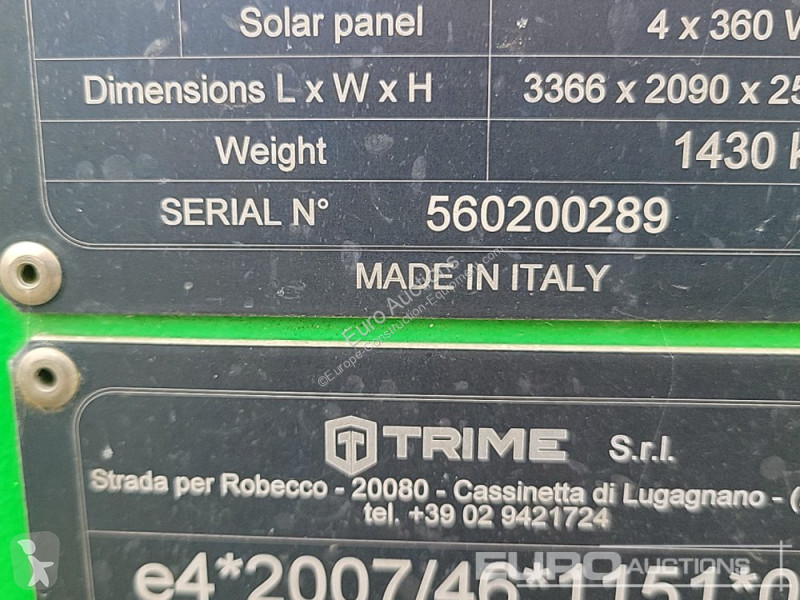 Solar panel 4 x 360 W
Dimensions L x W x H 3366 x 2090 x 25
Weight 1430 k
SERIAL N° 560200289
MADE IN ITALY
Euro Auctions
©Europe-Construction-Equipment.com
TRIME S.r.l.
Strada per Robecco - 20080 - Cassinetta di Lugagnano - (
tel. +39 02 9421724
e4*2007/46*1151*0
EURO AUCTIONS